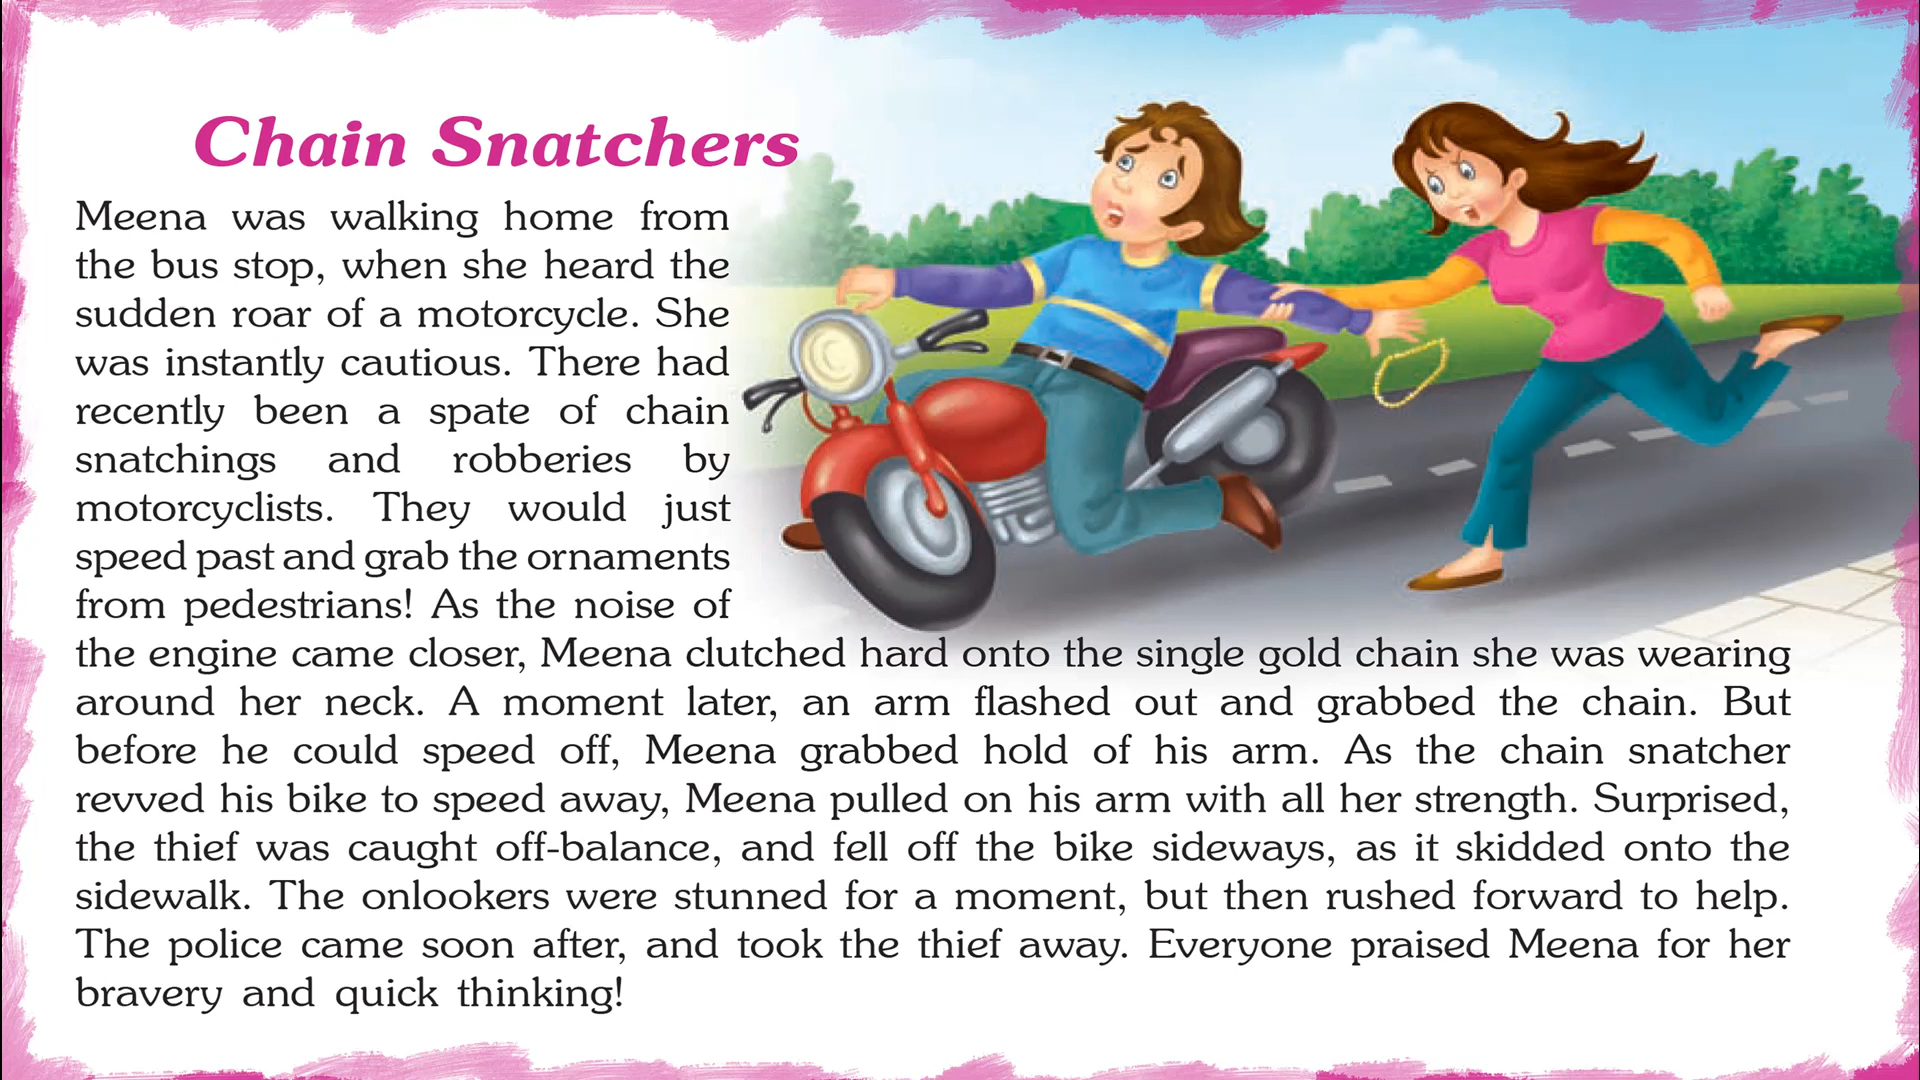 Chain Snatchers
Meena was walking home from
the bus stop, when she heard the
sudden roar of a motorcycle. She
was instantly cautious. There had
recently been a spate of chain
snatchings and robberies by
motorcyclists. They would just
speed past and grab the ornaments
from pedestrians! As the noise of
the engine came closer, Meena clutched hard onto the single gold chain she was wearing
around her neck. A moment later, an arm flashed out and grabbed the chain. But
before he could speed off, Meena grabbed hold of his arm. As the chain snatcher
revved his bike to speed away, Meena pulled on his arm with all her strength. Surprised,
the thief was caught off-balance, and fell off the bike sideways, as it skidded onto the
sidewalk. The onlookers were stunned for a moment, but then rushed forward to help.
The police came soon after, and took the thief away. Everyone praised Meena for her
bravery and quick thinking!